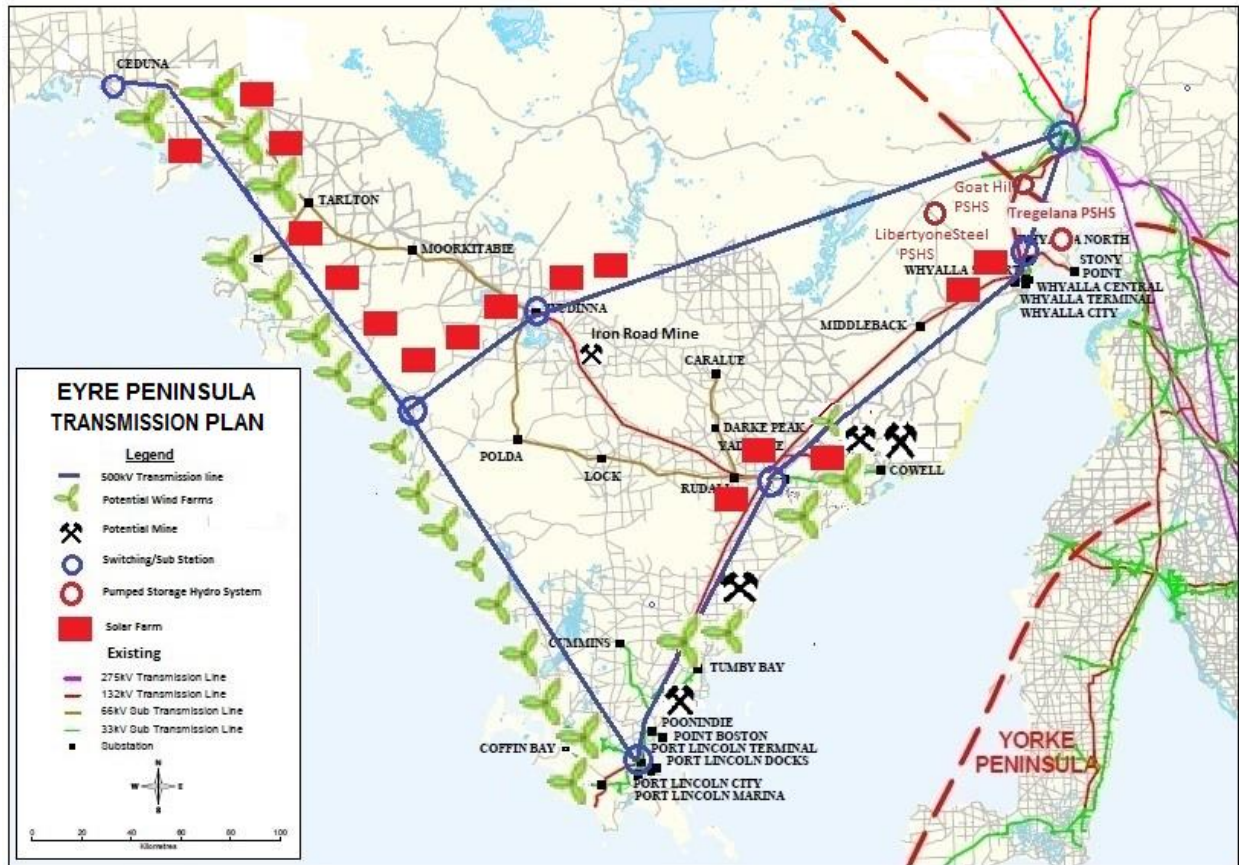 CEDUNA
TARLTON
MOORKITABIE
Goat Hill
PSHS
Tregelana PSHS
LibertyoneSteel
PSHS
STONY
POINT
WHYALLA CENTRAL
WHYALLA TERMINAL
WHYALLA CITY
MIDDLEBACK
Iron Road Mine
CARALUE
DARKE PEAK
POLDA
LOCK
COWELL
CUMMINS
TUMBY BAY
POONINDIE
POINT BOSTON
COFFIN BAY
PORT LINCOLN TERMINAL
PORT LINCOLN DOCKS
PORT LINCOLN CITY
PORT LINCOLN MARINA
YORKE
PENINSULA
EYRE PENINSULA
TRANSMISSION PLAN
Legend
500kV Transmission line
Potential Wind Farms
Potential Mine
Switching/Sub Station
Pumped Storage Hydro System
Solar Farm
Existing
275kV Transmission Line
132kV Transmission Line
66kV Sub Transmission Line
33kV Sub Transmission Line
Substation
N
W E
S
0 20 40 60 80 100
Kilometres